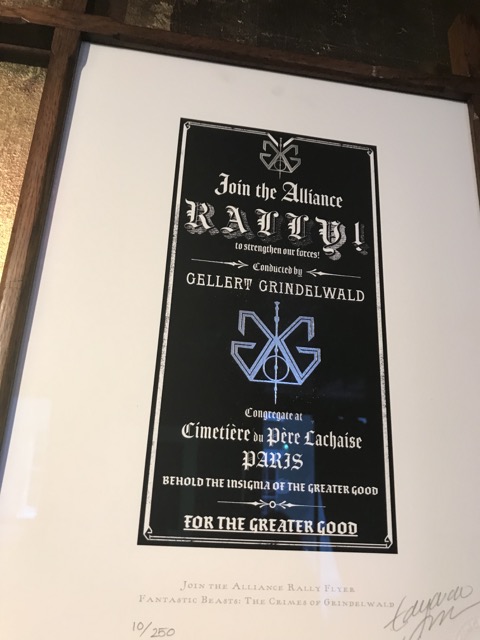 Join the Alliance
RALLY!
to strengthen our forces!
Conducted by
GELLERT GRINDELWALD
Congregate at
Cimetière du Père Lachaise
PARIS
BEHOLD THE INSIGNIA OF THE GREATER GOOD
FOR THE GREATER GOOD
JOIN THE ALLIANCE RALLY FLYER
FANTASTIC BEASTS: THE CRIMES OF GRINDELWALD
10/250